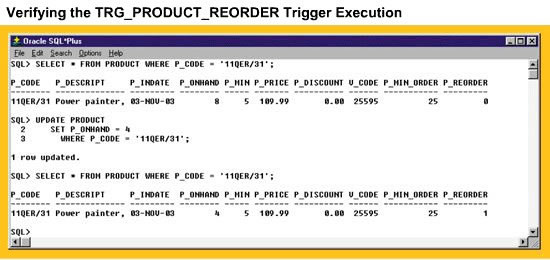 Verifying the TRG_PRODUCT_REORDER Trigger Execution
Oracle SQL*Plus
File Edit Search Options Help
SQL> SELECT * FROM PRODUCT WHERE P_CODE = '11QER/31';
P_CODE P_DESCRIPT P_INDATE P_ONHAND P_MIN P_PRICE P_DISCOUNT V_CODE P_MIN_ORDER P_REORDER
-------- -------------- --------- -------- ----- ------- ---------- ------ ----------- ---------
11QER/31 Power painter, 03-NOV-03 8 5 109.99 0.00 25595 25 0
SQL> UPDATE PRODUCT
2 SET P_ONHAND = 4
3 WHERE P_CODE = '11QER/31';
1 row updated.
SQL> SELECT * FROM PRODUCT WHERE P_CODE = '11QER/31';
P_CODE P_DESCRIPT P_INDATE P_ONHAND P_MIN P_PRICE P_DISCOUNT V_CODE P_MIN_ORDER P_REORDER
-------- -------------- --------- -------- ----- ------- ---------- ------ ----------- ---------
11QER/31 Power painter, 03-NOV-03 4 5 109.99 0.00 25595 25 1
SQL>